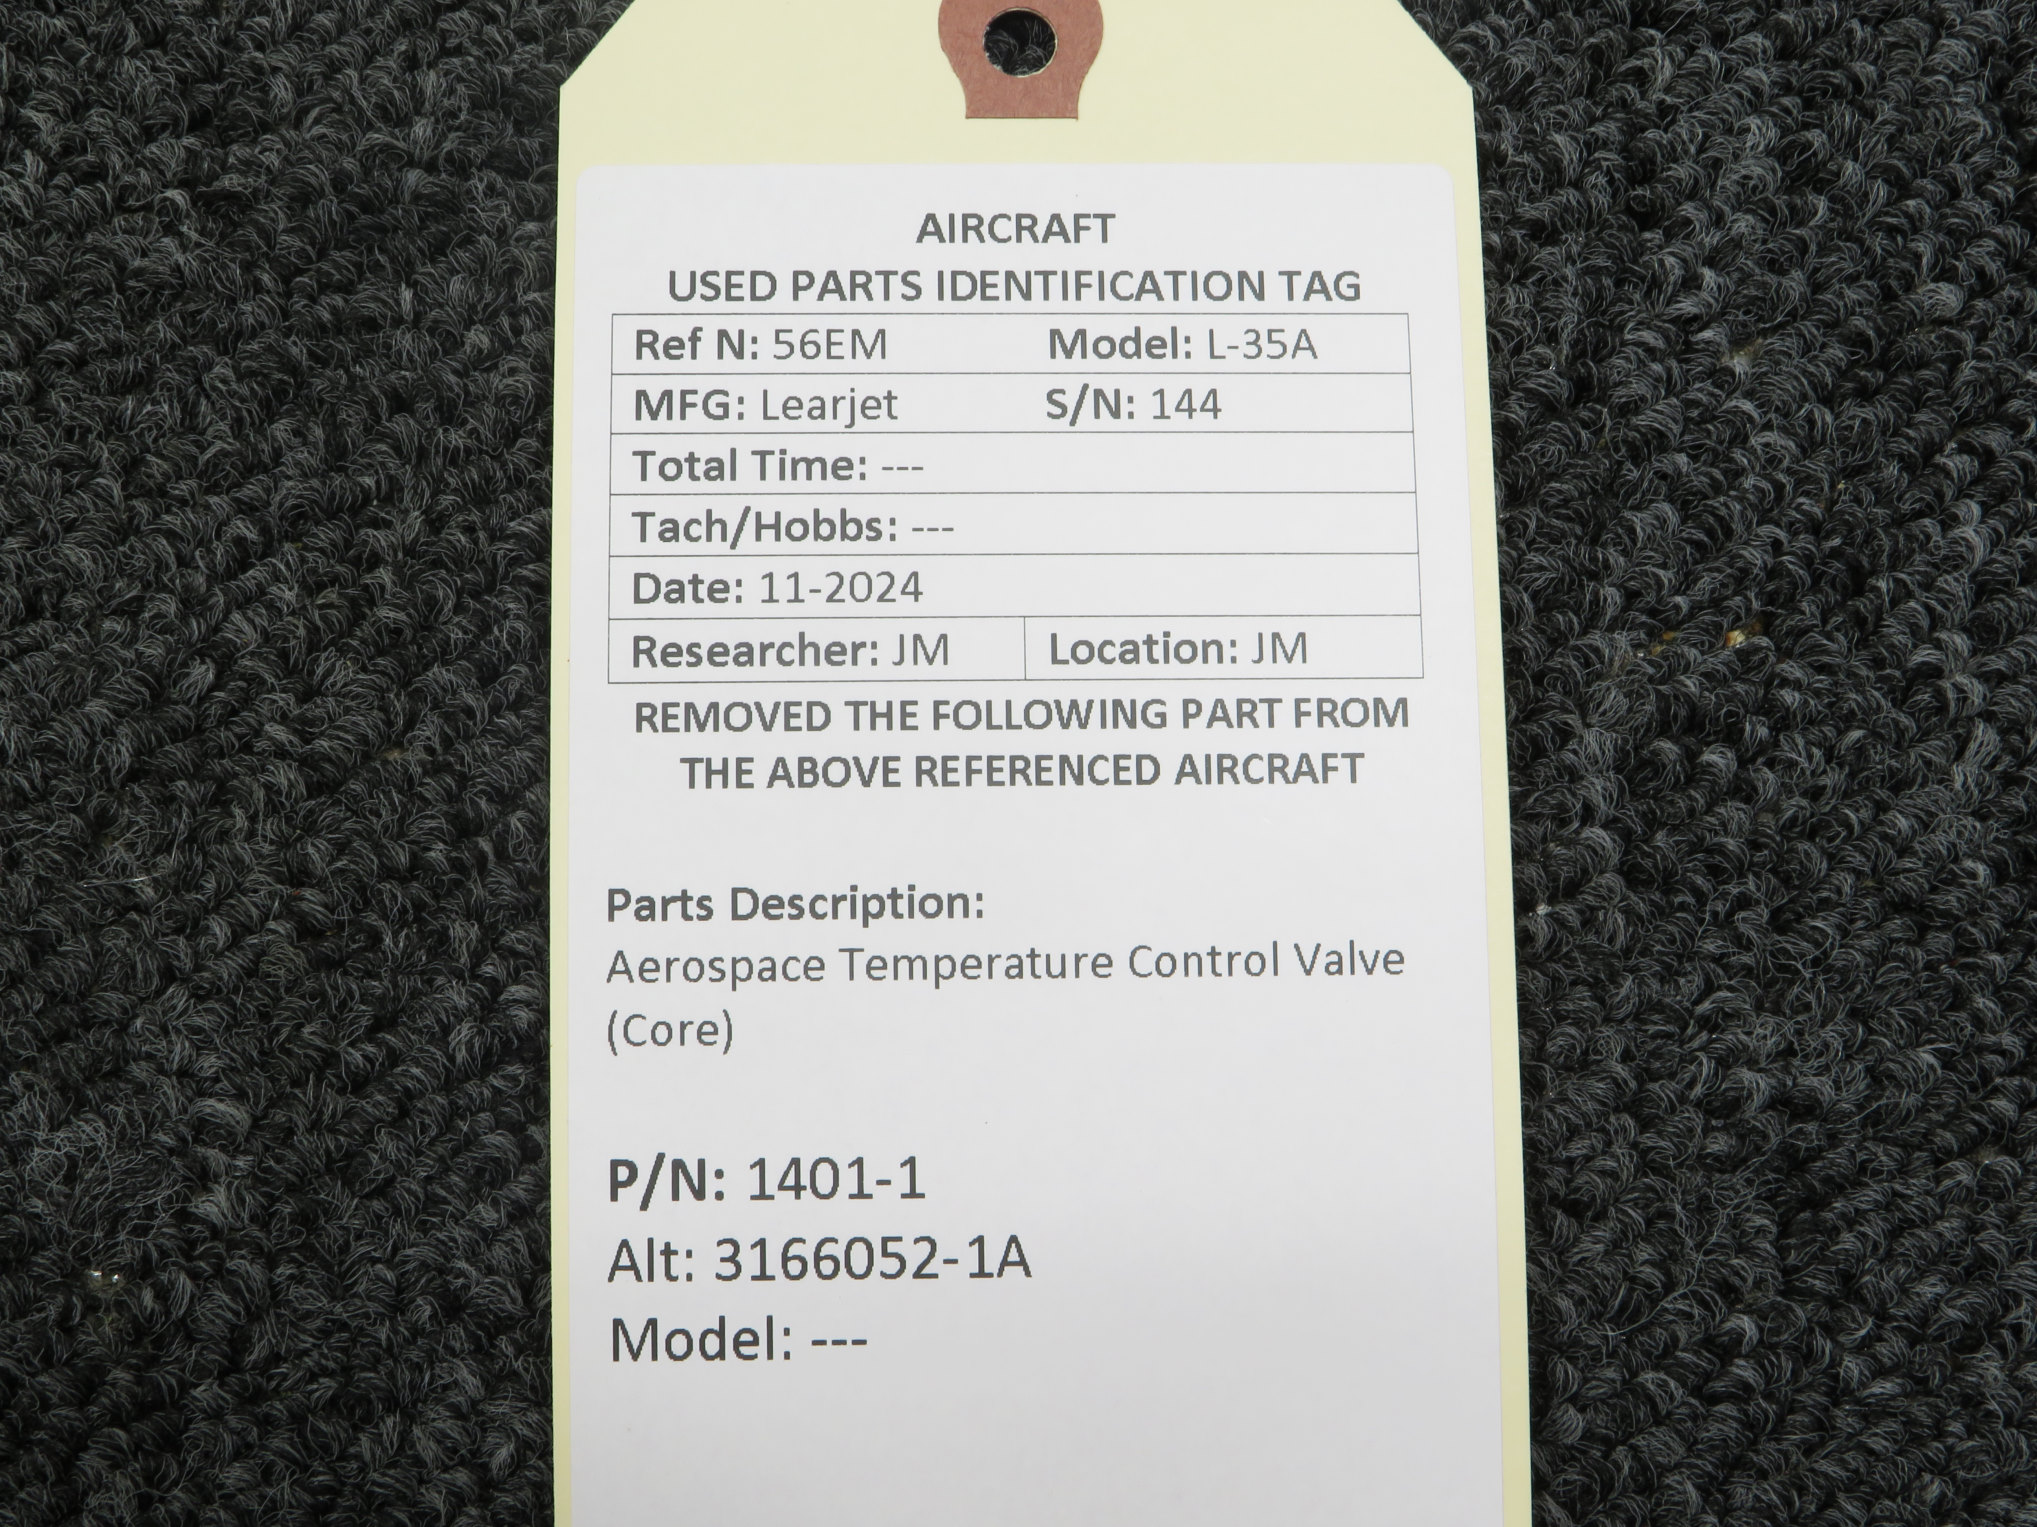 AIRCRAFT
USED PARTS IDENTIFICATION TAG
Ref N: 56EM Model: L-35A
MFG: Learjet S/N: 144
Total Time: ---
Tach/Hobbs: ---
Date: 11-2024
Researcher: JM Location: JM
REMOVED THE FOLLOWING PART FROM
THE ABOVE REFERENCED AIRCRAFT
Parts Description:
Aerospace Temperature Control Valve
(Core)
P/N: 1401-1
Alt: 3166052-1A
Model: ---